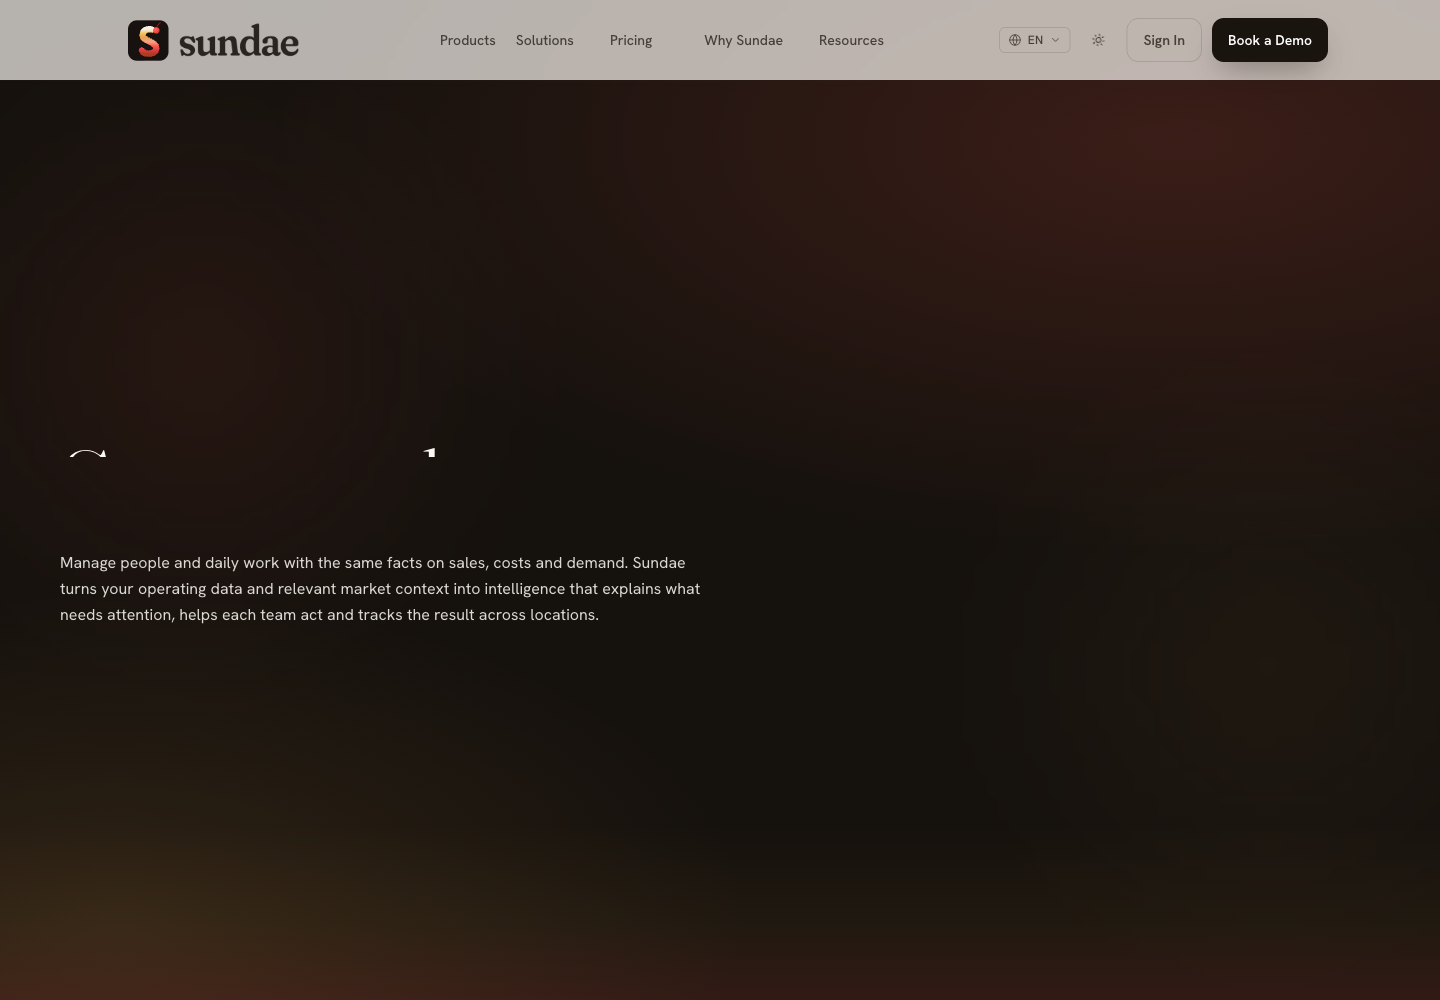 sundae
Products Solutions Pricing Why Sundae Resources EN Sign In Book a Demo
Manage people and daily work with the same facts on sales, costs and demand. Sundae
turns your operating data and relevant market context into intelligence that explains what
needs attention, helps each team act and tracks the result across locations.